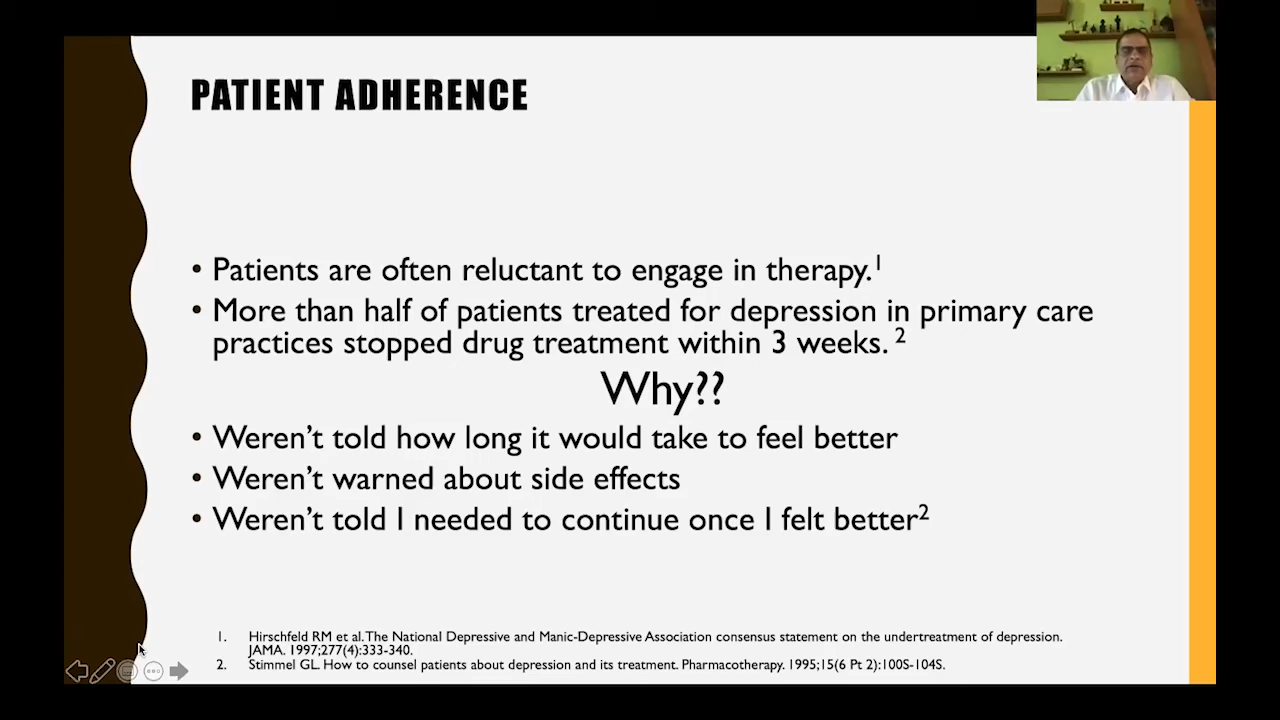 PATIENT ADHERENCE
• Patients are often reluctant to engage in therapy.1
• More than half of patients treated for depression in primary care
practices stopped drug treatment within 3 weeks. 2
Why??
• Weren't told how long it would take to feel better
• Weren't warned about side effects
• Weren't told I needed to continue once I felt better2
1. Hirschfeld RM et al. The National Depressive and Manic-Depressive Association consensus statement on the undertreatment of depression.
JAMA. 1997;277(4):333-340.
2. Stimmel GL. How to counsel patients about depression and its treatment. Pharmacotherapy. 1995;15(6 Pt 2):100S-104S.